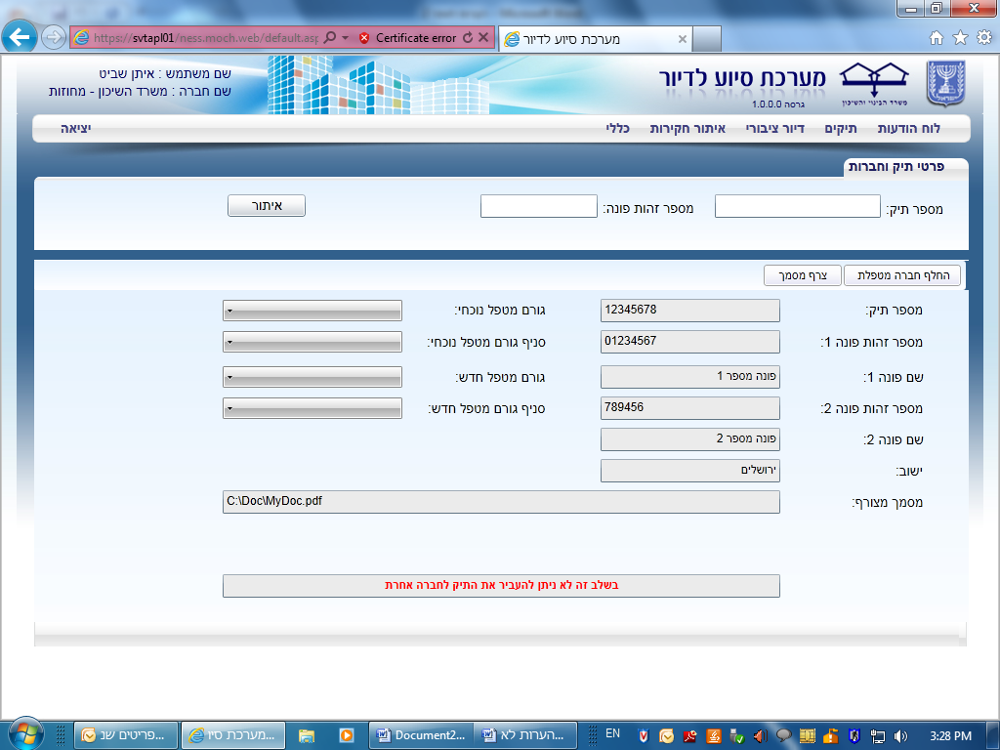 https://svtapl01/ness.moch.web/default.asp
Certificate error
מערכת סיוע לדיור
שם משתמש : איתן שביט
שם חברה : משרד השיכון - מחוזות
מערכת סיוע לדיור
גרסה 1.0.0.0
משרד הבינוי והשיכון
לוח הודעות תיקים דיור ציבורי איתור חקירות כללי יציאה
פרטי תיק וחברות
מספר תיק: מספר זהות פונה: איתור
החלף חברה מטפלת צרף מסמך
מספר תיק: 12345678 גורם מטפל נוכחי:
מספר זהות פונה 1: 01234567 סניף גורם מטפל נוכחי:
שם פונה 1: פונה מספר 1 גורם מטפל חדש:
מספר זהות פונה 2: 789456 סניף גורם מטפל חדש:
שם פונה 2: פונה מספר 2
ישוב: ירושלים
מסמך מצורף: C:\Doc\MyDoc.pdf
בשלב זה לא ניתן להעביר את התיק לחברה אחרת
פריטים שנ... מערכת סיו... Document2... הערות לא... EN 3:28 PM